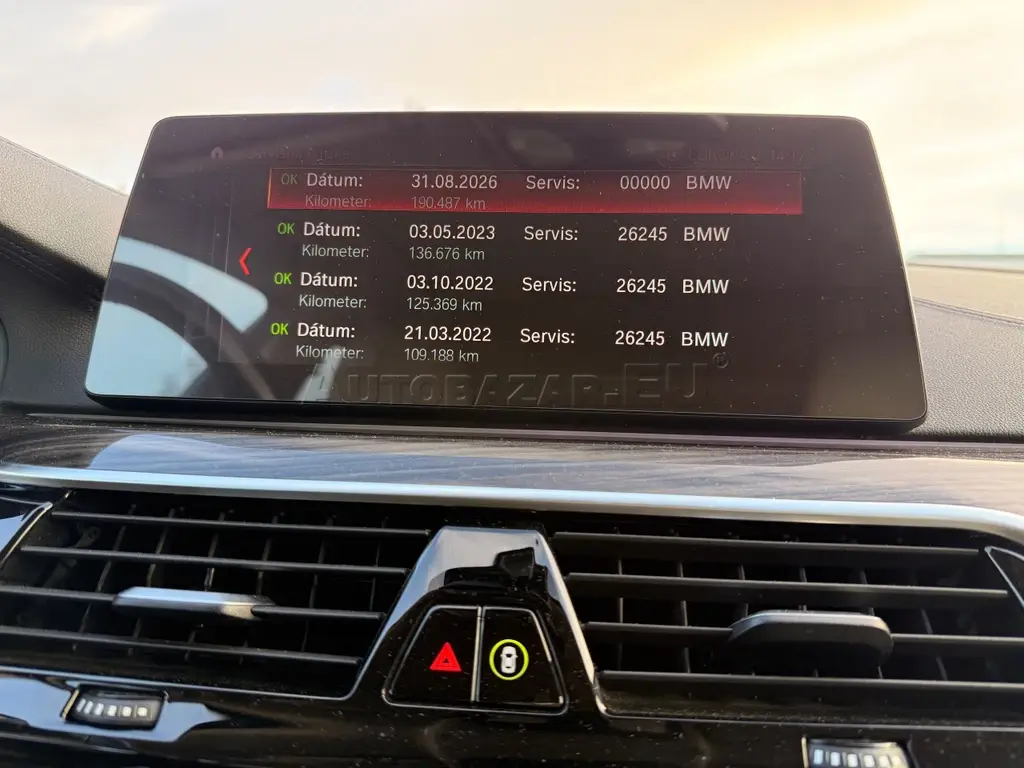 OK Dátum: 31.08.2026 Servis: 00000 BMW
Kilometer: 190.487 km
OK Dátum: 03.05.2023 Servis: 26245 BMW
Kilometer: 136.676 km
OK Dátum: 03.10.2022 Servis: 26245 BMW
Kilometer: 125.369 km
OK Dátum: 21.03.2022 Servis: 26245 BMW
Kilometer: 109.188 km
AUTOBAZAR.EU®